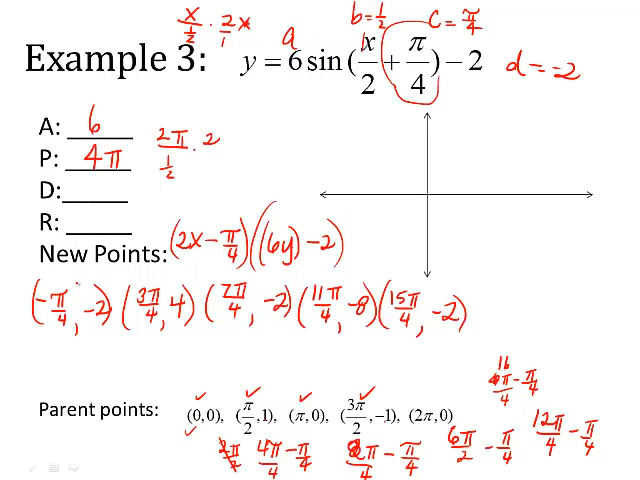 x/(1/2) · 2/1 x
b = 1/2
c = π/4
a
Example 3: y = 6 sin (x/2 + π/4) − 2
d = −2
A: 6
P: 4π
2π/(1/2) · 2
D:
R:
New Points: (2x − π/4)((6y) − 2)
(−π/4, −2) (3π/4, 4) (7π/4, −2) (11π/4, −8) (15π/4, −2)
16
π/4 − π/4
Parent points: (0,0), (π/2, 1), (π, 0), (3π/2, −1), (2π, 0)
4π/4 − π/4
8π/4 − π/4
6π/2 − π/4
12π/4 − π/4